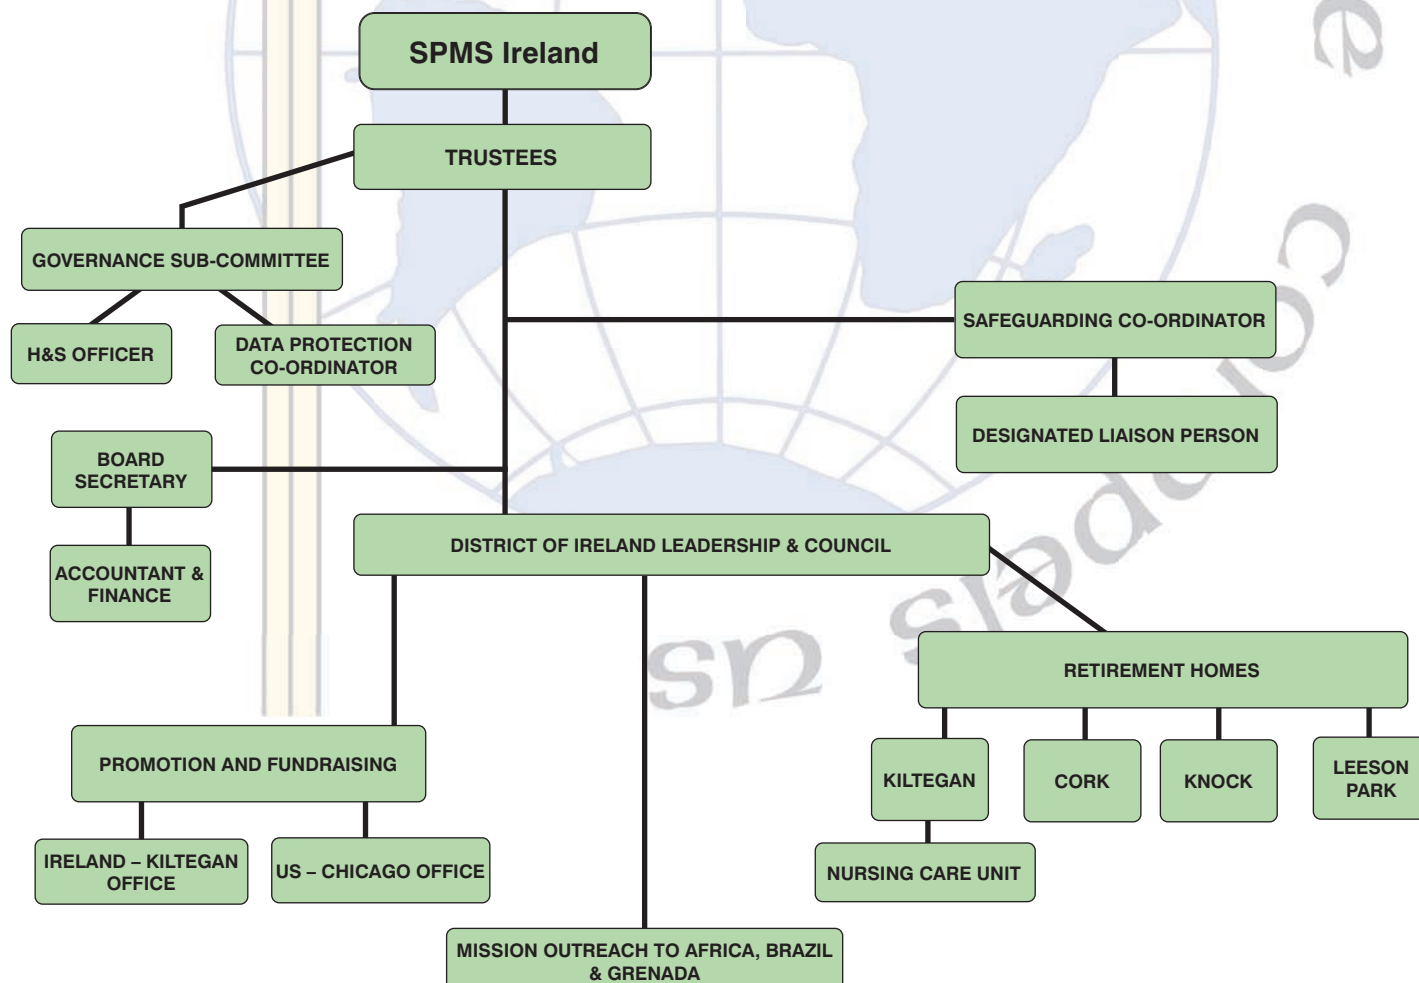 SPMS Ireland
TRUSTEES
GOVERNANCE SUB-COMMITTEE
H&S OFFICER
DATA PROTECTION
CO-ORDINATOR
SAFEGUARDING CO-ORDINATOR
DESIGNATED LIAISON PERSON
BOARD
SECRETARY
ACCOUNTANT &
FINANCE
DISTRICT OF IRELAND LEADERSHIP & COUNCIL
RETIREMENT HOMES
PROMOTION AND FUNDRAISING
KILTEGAN
CORK
KNOCK
LEESON
PARK
IRELAND – KILTEGAN
OFFICE
US – CHICAGO OFFICE
NURSING CARE UNIT
MISSION OUTREACH TO AFRICA, BRAZIL
& GRENADA
us